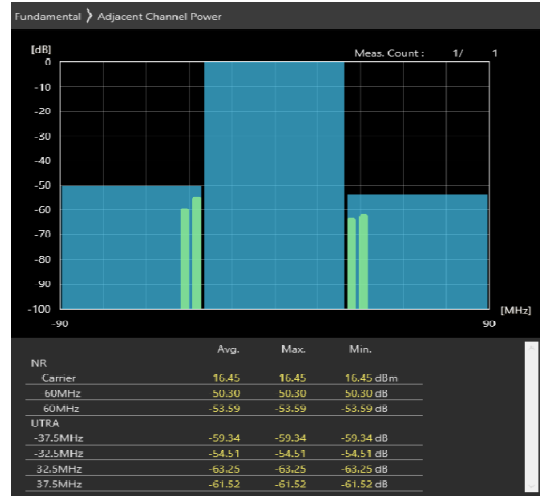 Fundamental ❯ Adjacent Channel Power
[dB]
Meas. Count : 1/ 1
0
-10
-20
-30
-40
-50
-60
-70
-80
90
-100
[MHz]
-90 90
Avg. Max. Min.
NR
Carrier 16.45 16.45 16.45 dBm
60MHz 50.30 50.30 50.30 dB
60MHz -53.59 -53.59 -53.59 dB
UTRA
-37.5MHz -59.34 -59.34 -59.34 dB
-32.5MHz -54.51 -54.51 -54.51 dB
32.5MHz -63.25 -63.25 -63.25 dB
37.5MHz -61.52 -61.52 -61.52 dB